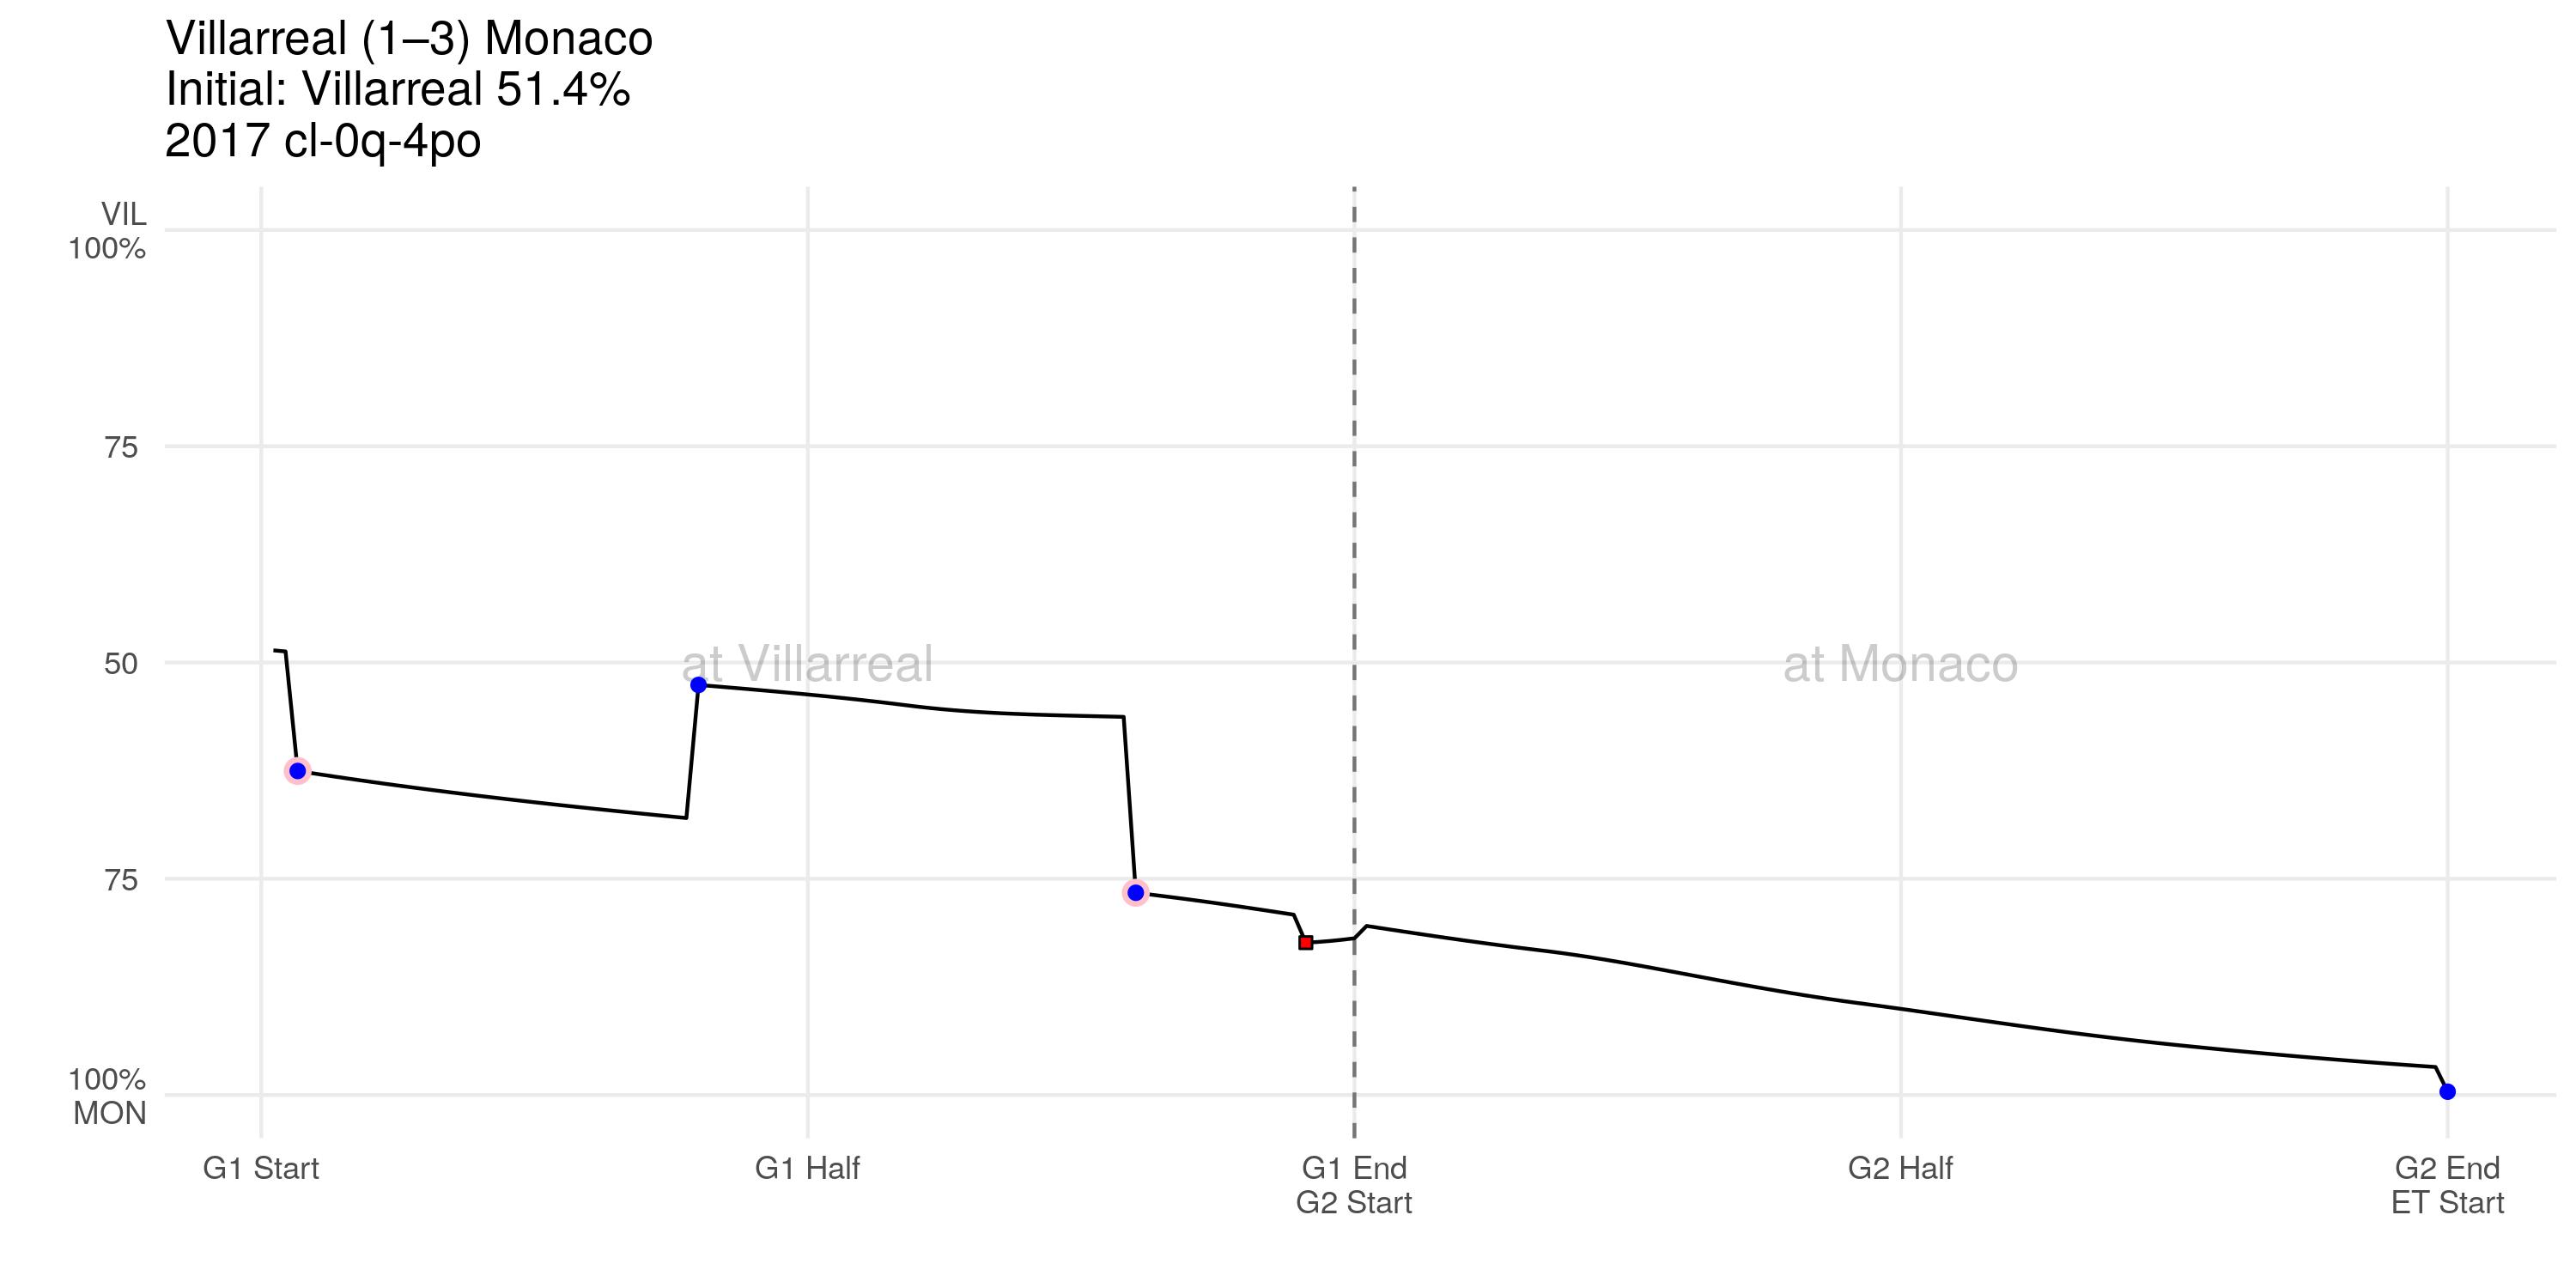 Villarreal (1–3) Monaco
Initial: Villarreal 51.4%
2017 cl-0q-4po
VIL
100%
75
50
75
100%
MON
at Villarreal
at Monaco
G1 Start
G1 Half
G1 End
G2 Start
G2 Half
G2 End
ET Start